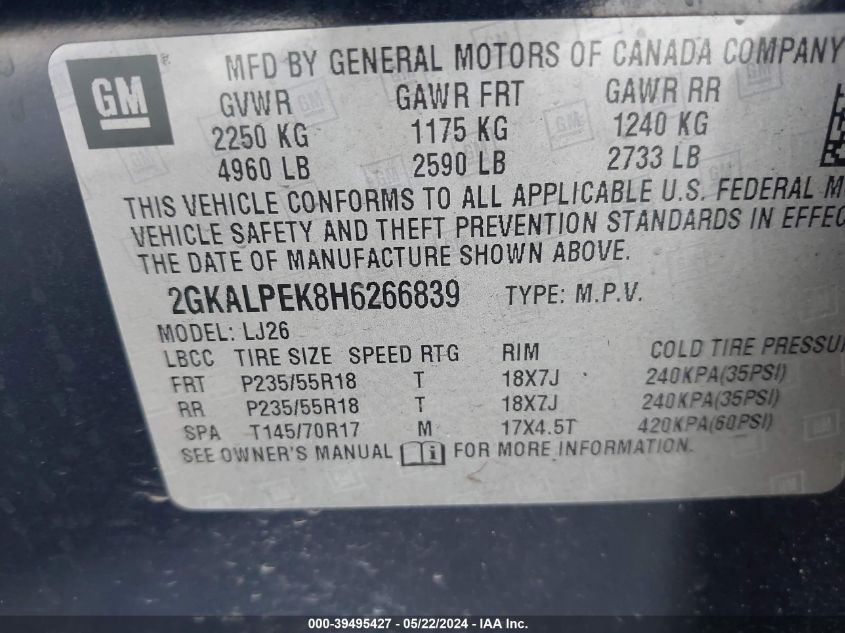 GM
MFD BY GENERAL MOTORS OF CANADA COMPANY
GVWR GAWR FRT GAWR RR
2250 KG 1175 KG 1240 KG
4960 LB 2590 LB 2733 LB
THIS VEHICLE CONFORMS TO ALL APPLICABLE U.S. FEDERAL M
VEHICLE SAFETY AND THEFT PREVENTION STANDARDS IN EFFEC
THE DATE OF MANUFACTURE SHOWN ABOVE.
2GKALPEK8H6266839 TYPE: M.P.V.
MODEL: LJ26
LBCC TIRE SIZE SPEED RTG RIM COLD TIRE PRESSU
FRT P235/55R18 T 18X7J 240KPA(35PSI)
RR P235/55R18 T 18X7J 240KPA(35PSI)
SPA T145/70R17 M 17X4.5T 420KPA(60PSI)
SEE OWNER'S MANUAL FOR MORE INFORMATION.
000-39495427 - 05/22/2024 - IAA Inc.